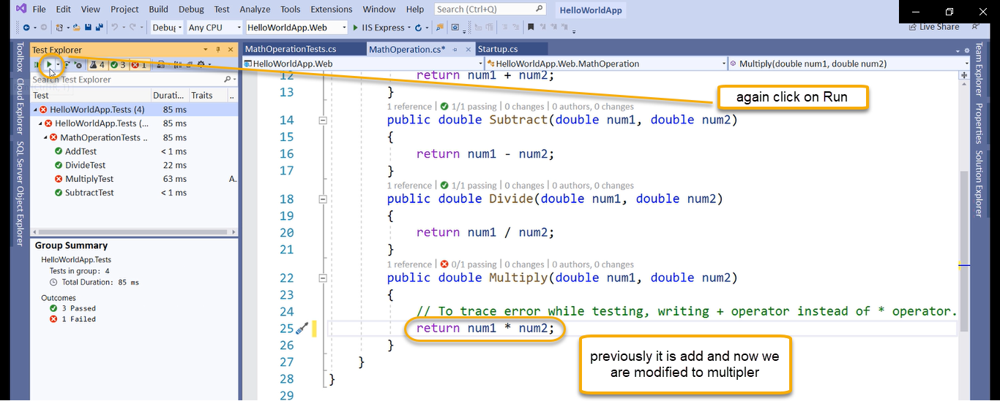 File Edit View Project Build Debug Test Analyze Tools Extensions Window Help Search (Ctrl+Q) HelloWorldApp
Debug Any CPU HelloWorldApp.Web IIS Express Live Share
Toolbox
Cloud Explorer
SQL Server Object Explorer
Test Explorer
4 3 1
Search Test Explorer
Test Durati... Traits ..
HelloWorldApp.Tests (4) 85 ms
HelloWorldApp.Tests (... 85 ms
MathOperationTests .. 85 ms
AddTest < 1 ms
DivideTest 22 ms
MultiplyTest 63 ms A.
SubtractTest < 1 ms
Group Summary
HelloWorldApp.Tests
Tests in group: 4
Total Duration: 85 ms
Outcomes
3 Passed
1 Failed
MathOperationTests.cs MathOperation.cs* Startup.cs
HelloWorldApp.Web HelloWorldApp.Web.MathOperation Multiply(double num1, double num2)
12 return num1 + num2;
13 }
1 reference | 1/1 passing | 0 changes | 0 authors, 0 changes
14 public double Subtract(double num1, double num2)
15 {
16 return num1 - num2;
17 }
1 reference | 1/1 passing | 0 changes | 0 authors, 0 changes
18 public double Divide(double num1, double num2)
19 {
20 return num1 / num2;
21 }
1 reference | 0/1 passing | 0 changes | 0 authors, 0 changes
22 public double Multiply(double num1, double num2)
23 {
24 // To trace error while testing, writing + operator instead of * operator.
25 return num1 * num2;
26 }
27 }
28 }
29
again click on Run
previously it is add and now we
are modified to multipler
Team Explorer
Properties
Solution Explorer